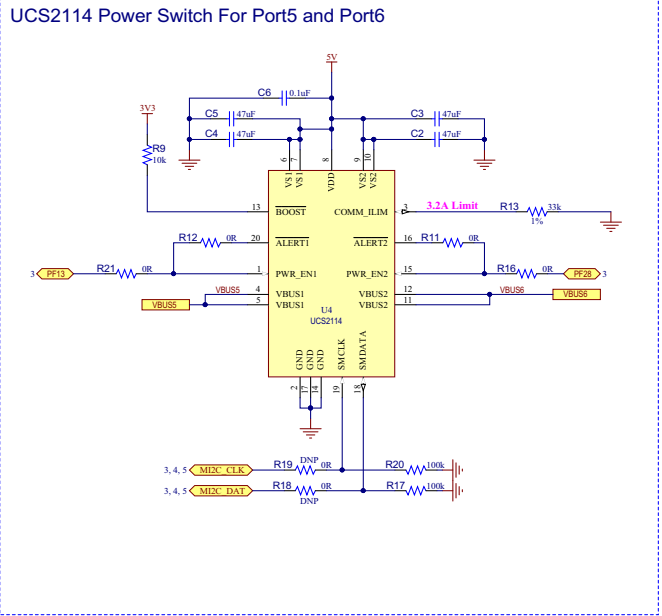 UCS2114 Power Switch For Port5 and Port6
5V
C6 0.1uF
3V3
C5 47uF
C3 47uF
C4 47uF
C2 47uF
R9
10k
6 7 8 9 10
VS1 VS1 VDD VS2 VS2
13 BOOST COMM_ILIM 3 3.2A Limit R13 33k
1%
R12 0R 20 ALERT1 ALERT2 16 R11 0R
3 PF13 R21 0R 1 PWR_EN1 PWR_EN2 15 R16 0R PF28 3
VBUS5 4 VBUS1 VBUS2 12 VBUS6
VBUS5 5 VBUS1 VBUS2 11 VBUS6
U4
UCS2114
GND GND GND SMCLK SMDATA
2 17 14 19 18
DNP
3, 4, 5 MI2C_CLK R19 0R R20 100k
3, 4, 5 MI2C_DAT R18 0R R17 100k
DNP